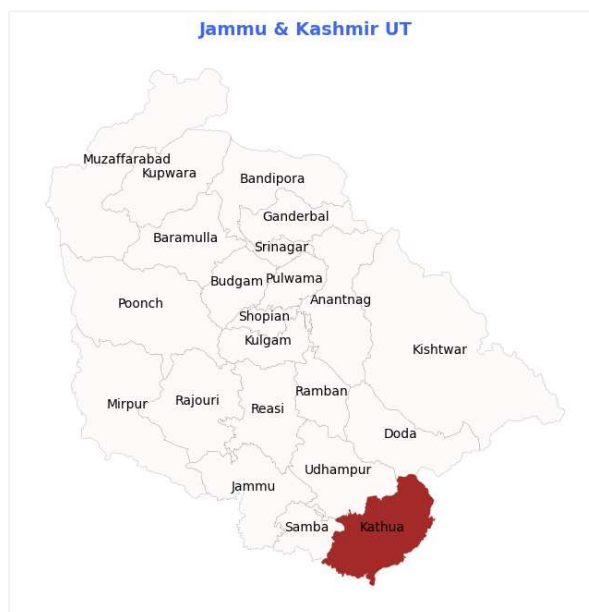 Jammu & Kashmir UT
Muzaffarabad
Kupwara
Bandipora
Ganderbal
Baramulla
Srinagar
Budgam
Pulwama
Anantnag
Poonch
Shopian
Kulgam
Kishtwar
Ramban
Mirpur
Rajouri
Reasi
Doda
Udhampur
Jammu
Samba
Kathua